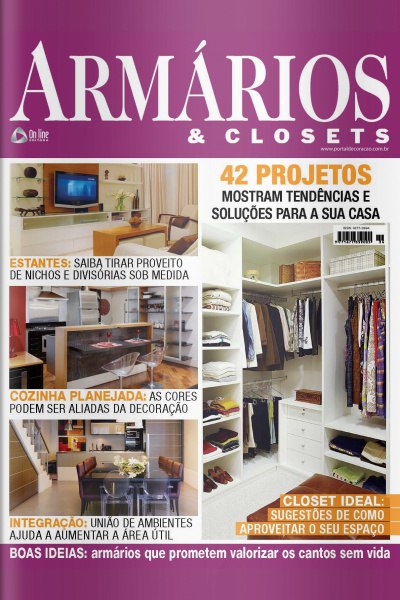 ARMÁRIOS
& CLOSETS
On line
EDITORA
www.portaldecoracao.com.br
42 PROJETOS
MOSTRAM TENDÊNCIAS E
SOLUÇÕES PARA A SUA CASA
ESTANTES: SAIBA TIRAR PROVEITO
DE NICHOS E DIVISÓRIAS SOB MEDIDA
COZINHA PLANEJADA: AS CORES
PODEM SER ALIADAS DA DECORAÇÃO
INTEGRAÇÃO: UNIÃO DE AMBIENTES
AJUDA A AUMENTAR A ÁREA ÚTIL
CLOSET IDEAL:
SUGESTÕES DE COMO
APROVEITAR O SEU ESPAÇO
BOAS IDEIAS: armários que prometem valorizar os cantos sem vida